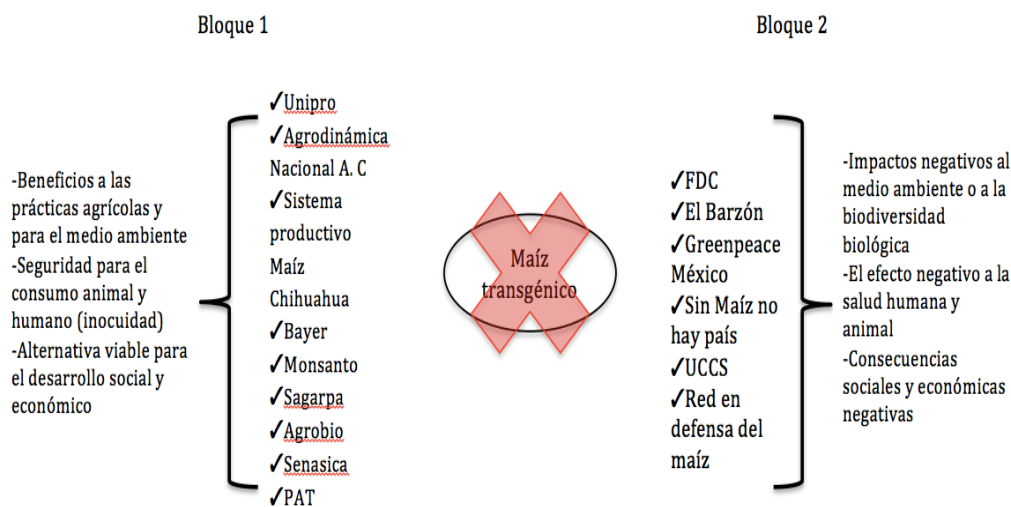 Bloque 1
-Beneficios a las
prácticas agrícolas y
para el medio ambiente
-Seguridad para el
consumo animal y
humano (inocuidad)
-Alternativa viable para
el desarrollo social y
económico
✓Unipro
✓Agrodinámica
Nacional A. C
✓Sistema
productivo
Maíz
Chihuahua
✓Bayer
✓Monsanto
✓Sagarpa
✓Agrobio
✓Senasica
✓PAT
Maíz
transgénico
Bloque 2
✓FDC
✓El Barzón
✓Greenpeace
México
✓Sin Maíz no
hay país
✓UCCS
✓Red en
defensa del
maíz
-Impactos negativos al
medio ambiente o a la
biodiversidad
biológica
-El efecto negativo a la
salud humana y
animal
-Consecuencias
sociales y económicas
negativas